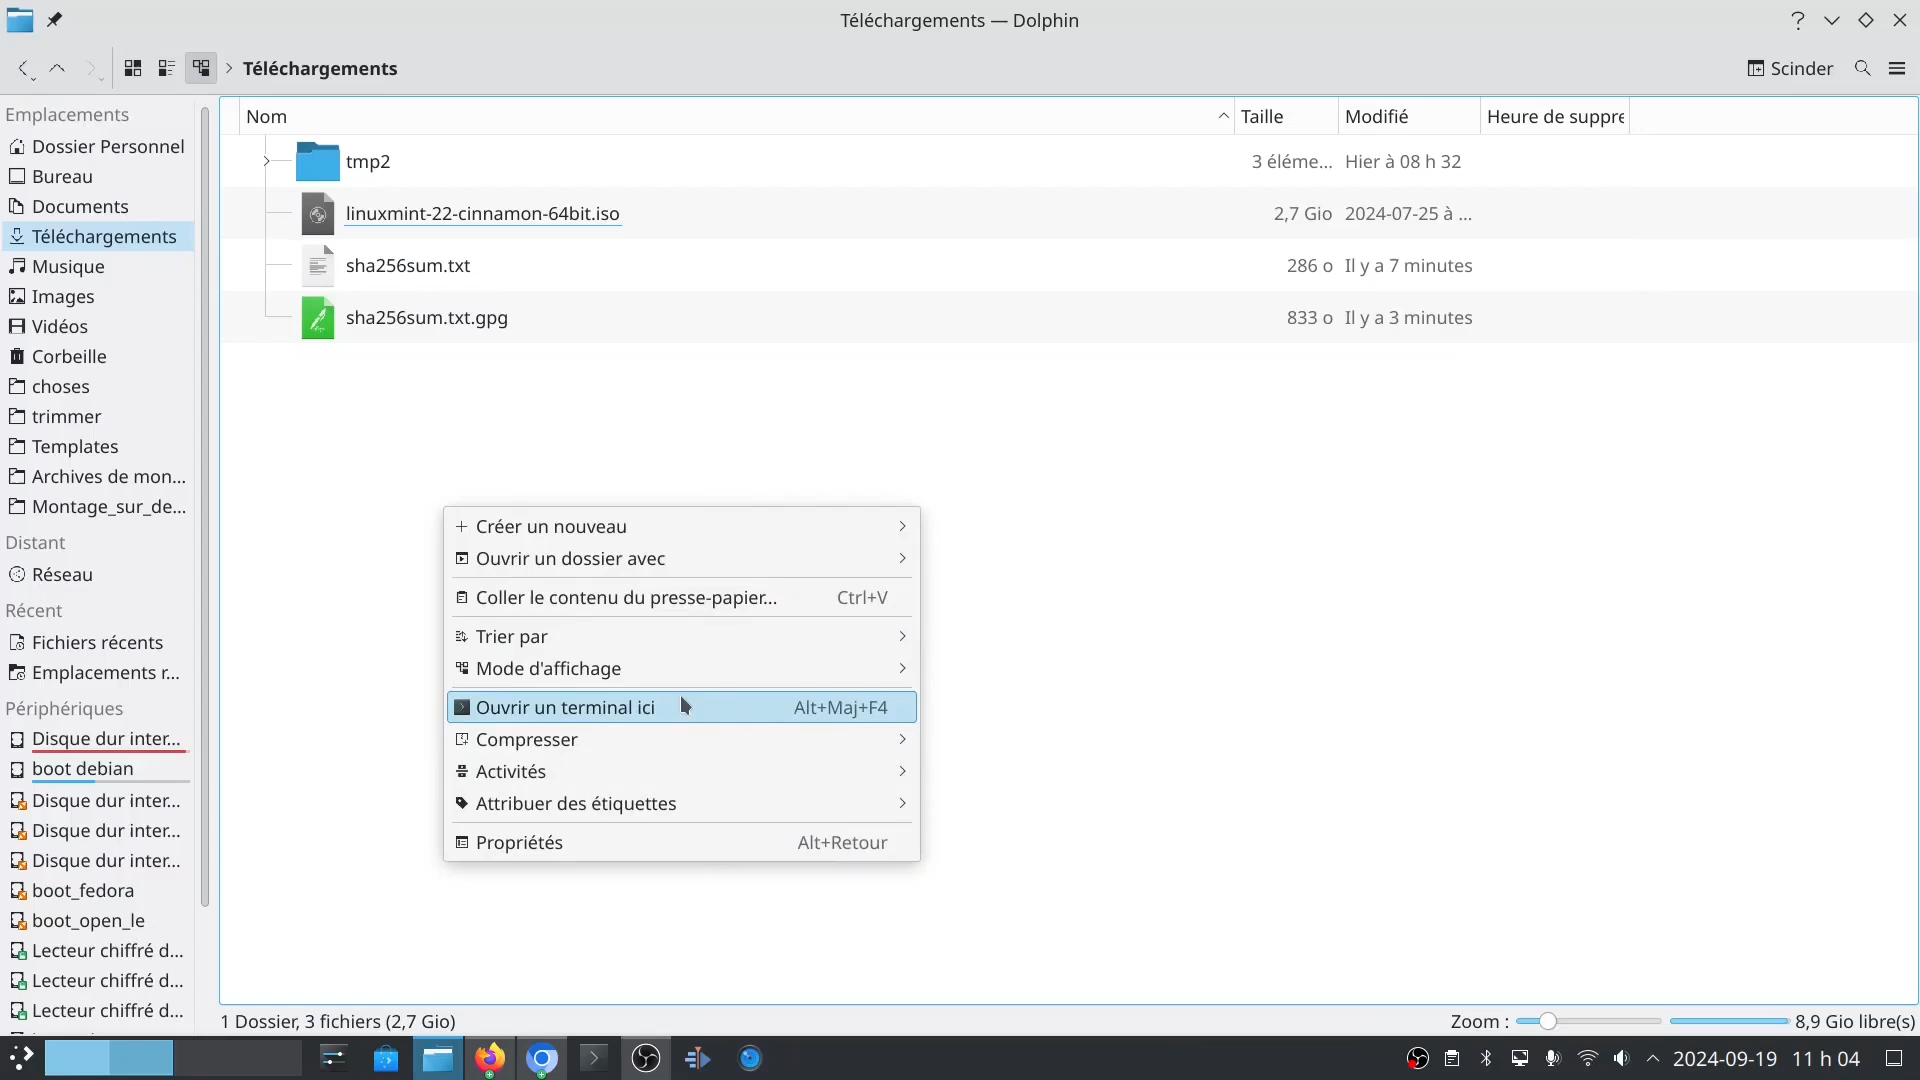 Téléchargements — Dolphin
Téléchargements
Scinder
Emplacements
Dossier Personnel
Bureau
Documents
Téléchargements
Musique
Images
Vidéos
Corbeille
choses
trimmer
Templates
Archives de mon...
Montage_sur_de...
Distant
Réseau
Récent
Fichiers récents
Emplacements r...
Périphériques
Disque dur inter...
boot debian
Disque dur inter...
Disque dur inter...
Disque dur inter...
boot_fedora
boot_open_le
Lecteur chiffré d...
Lecteur chiffré d...
Lecteur chiffré d...
Nom Taille Modifié Heure de suppre
tmp2 3 éléme... Hier à 08 h 32
linuxmint-22-cinnamon-64bit.iso 2,7 Gio 2024-07-25 à ...
sha256sum.txt 286 o Il y a 7 minutes
sha256sum.txt.gpg 833 o Il y a 3 minutes
Créer un nouveau
Ouvrir un dossier avec
Coller le contenu du presse-papier... Ctrl+V
Trier par
Mode d'affichage
Ouvrir un terminal ici Alt+Maj+F4
Compresser
Activités
Attribuer des étiquettes
Propriétés Alt+Retour
1 Dossier, 3 fichiers (2,7 Gio) Zoom : 8,9 Gio libre(s)
2024-09-19 11 h 04